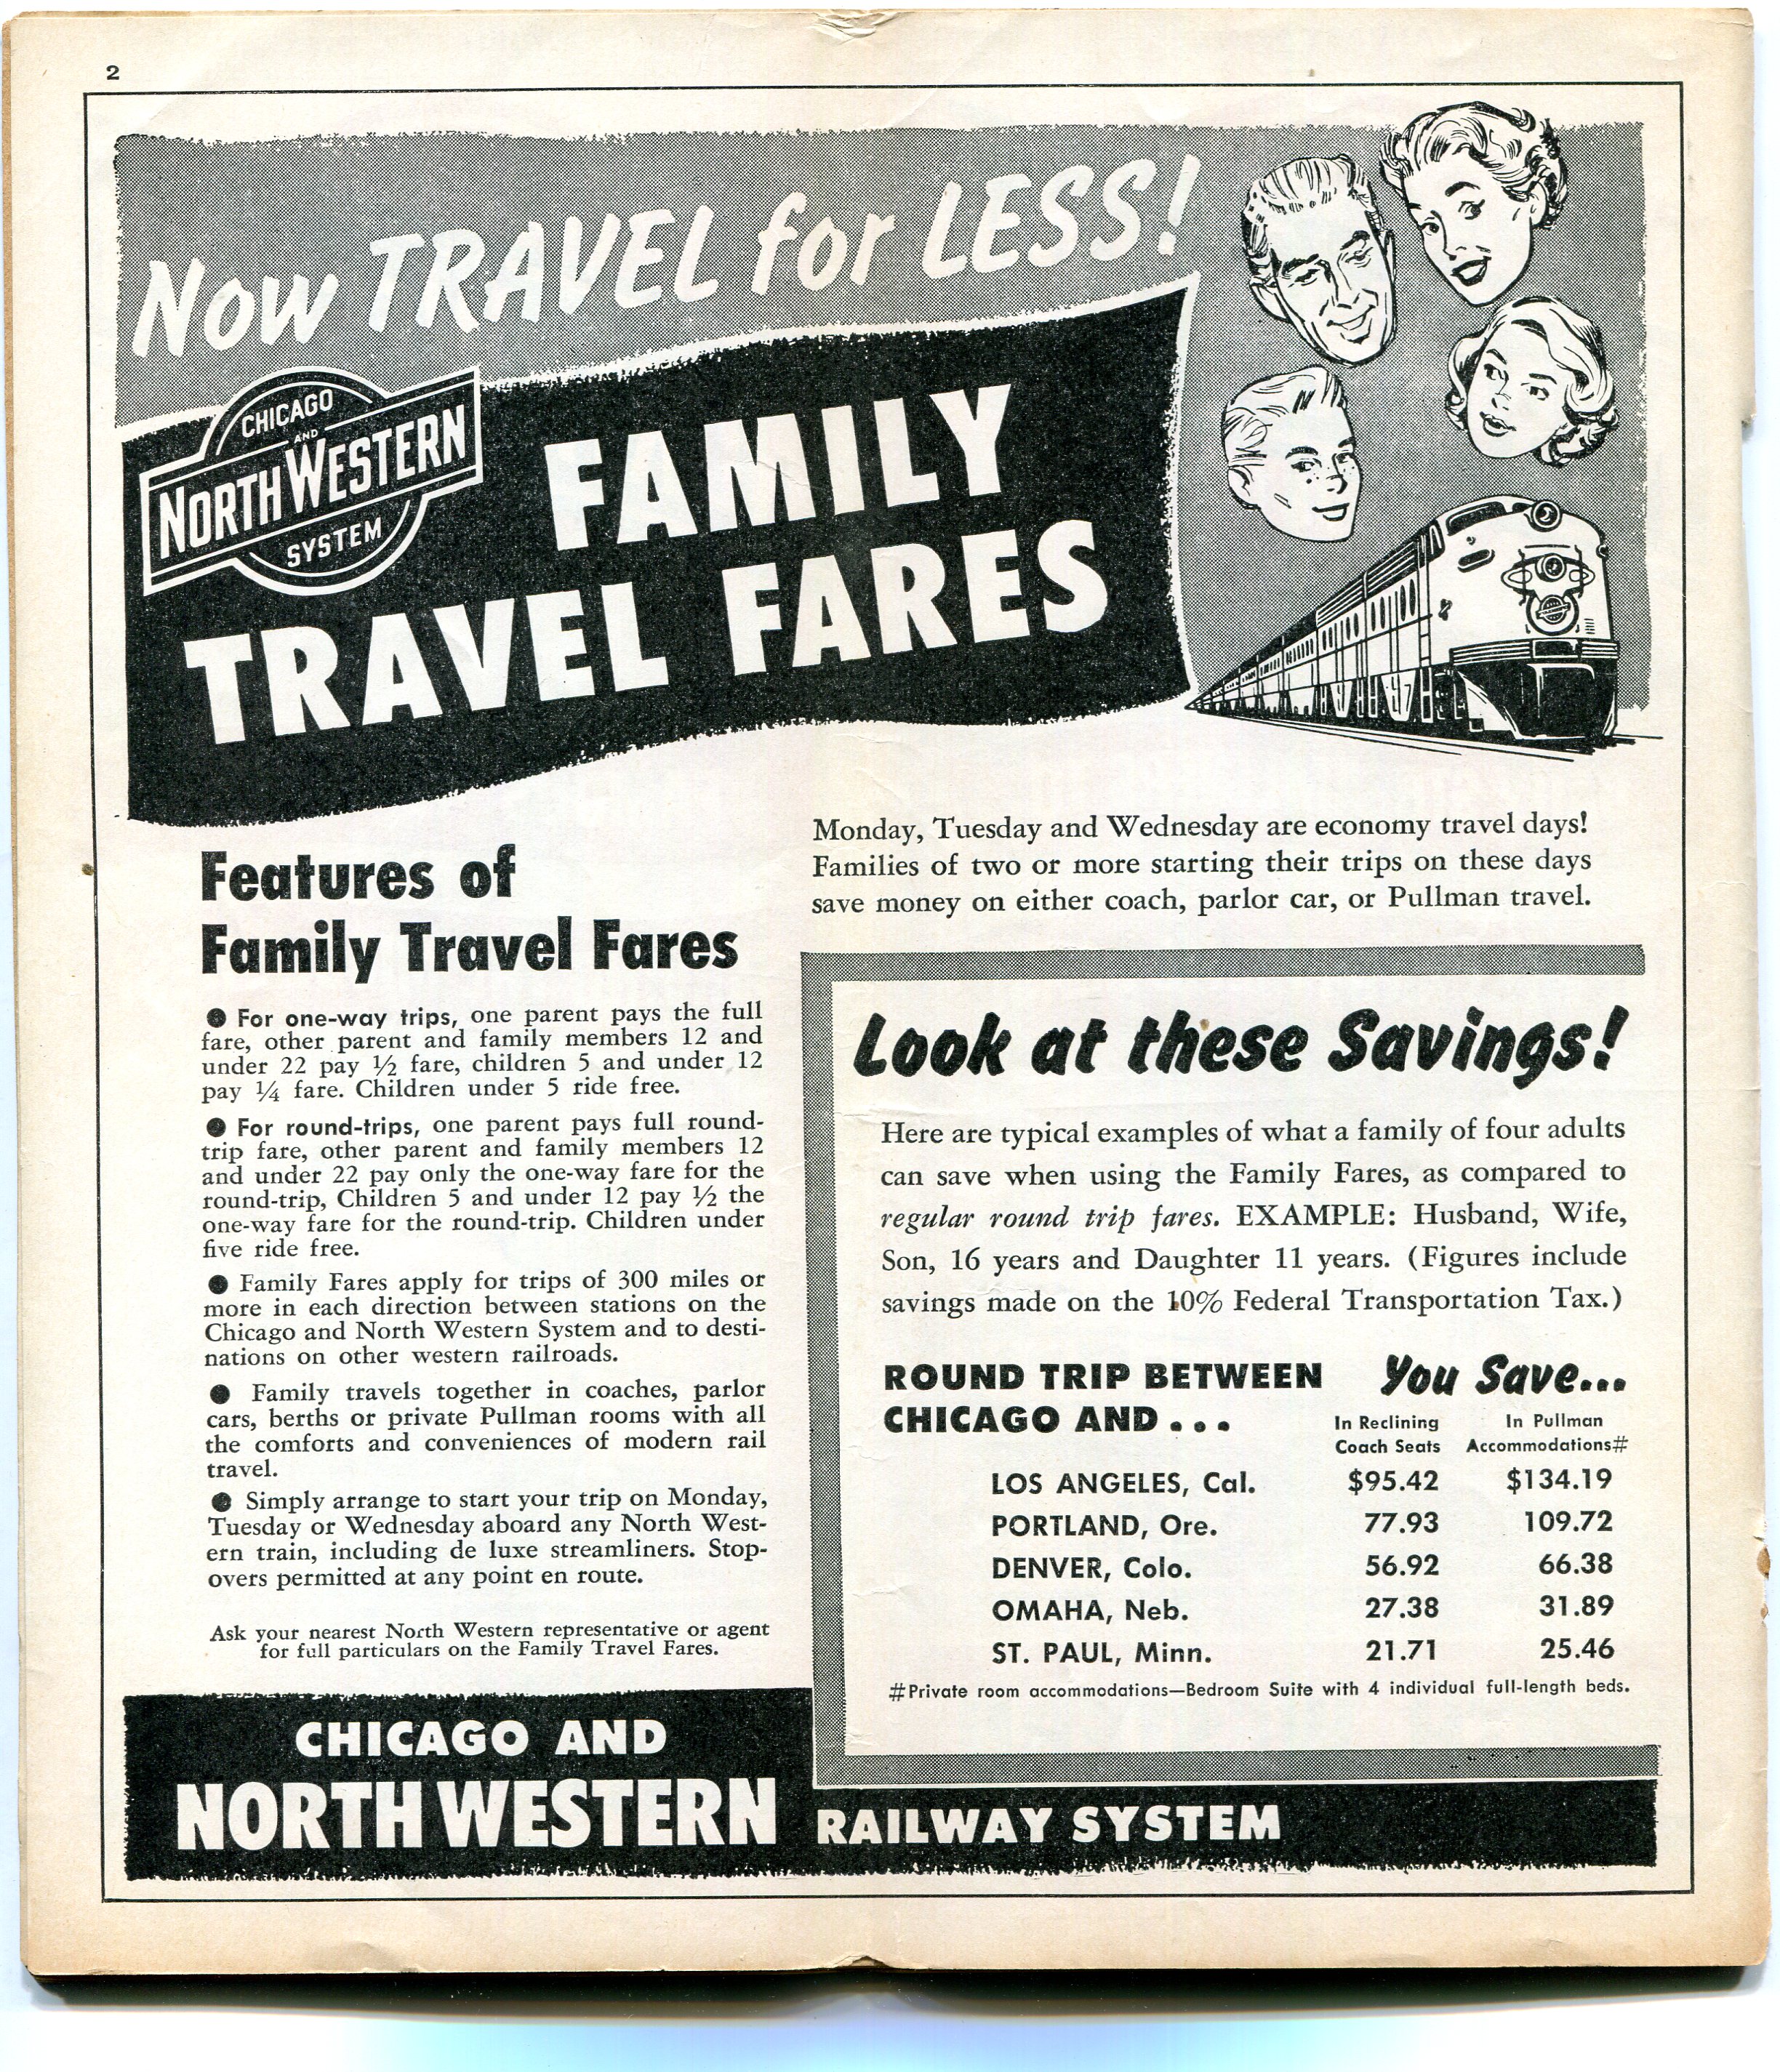 2
Now TRAVEL for LESS!
CHICAGO
AND
NORTH WESTERN
SYSTEM
FAMILY
TRAVEL FARES
Monday, Tuesday and Wednesday are economy travel days!
Families of two or more starting their trips on these days
save money on either coach, parlor car, or Pullman travel.
Features of
Family Travel Fares
● For one-way trips, one parent pays the full
fare, other parent and family members 12 and
under 22 pay ½ fare, children 5 and under 12
pay ¼ fare. Children under 5 ride free.
● For round-trips, one parent pays full round-
trip fare, other parent and family members 12
and under 22 pay only the one-way fare for the
round-trip, Children 5 and under 12 pay ½ the
one-way fare for the round-trip. Children under
five ride free.
● Family Fares apply for trips of 300 miles or
more in each direction between stations on the
Chicago and North Western System and to desti-
nations on other western railroads.
● Family travels together in coaches, parlor
cars, berths or private Pullman rooms with all
the comforts and conveniences of modern rail
travel.
● Simply arrange to start your trip on Monday,
Tuesday or Wednesday aboard any North West-
ern train, including de luxe streamliners. Stop-
overs permitted at any point en route.
Ask your nearest North Western representative or agent
for full particulars on the Family Travel Fares.
Look at these Savings!
Here are typical examples of what a family of four adults
can save when using the Family Fares, as compared to
regular round trip fares. EXAMPLE: Husband, Wife,
Son, 16 years and Daughter 11 years. (Figures include
savings made on the 10% Federal Transportation Tax.)
ROUND TRIP BETWEEN
CHICAGO AND . . .
You Save...
In Reclining In Pullman
Coach Seats Accommodations#
LOS ANGELES, Cal. $95.42 $134.19
PORTLAND, Ore. 77.93 109.72
DENVER, Colo. 56.92 66.38
OMAHA, Neb. 27.38 31.89
ST. PAUL, Minn. 21.71 25.46
#Private room accommodations—Bedroom Suite with 4 individual full-length beds.
CHICAGO AND
NORTH WESTERN RAILWAY SYSTEM